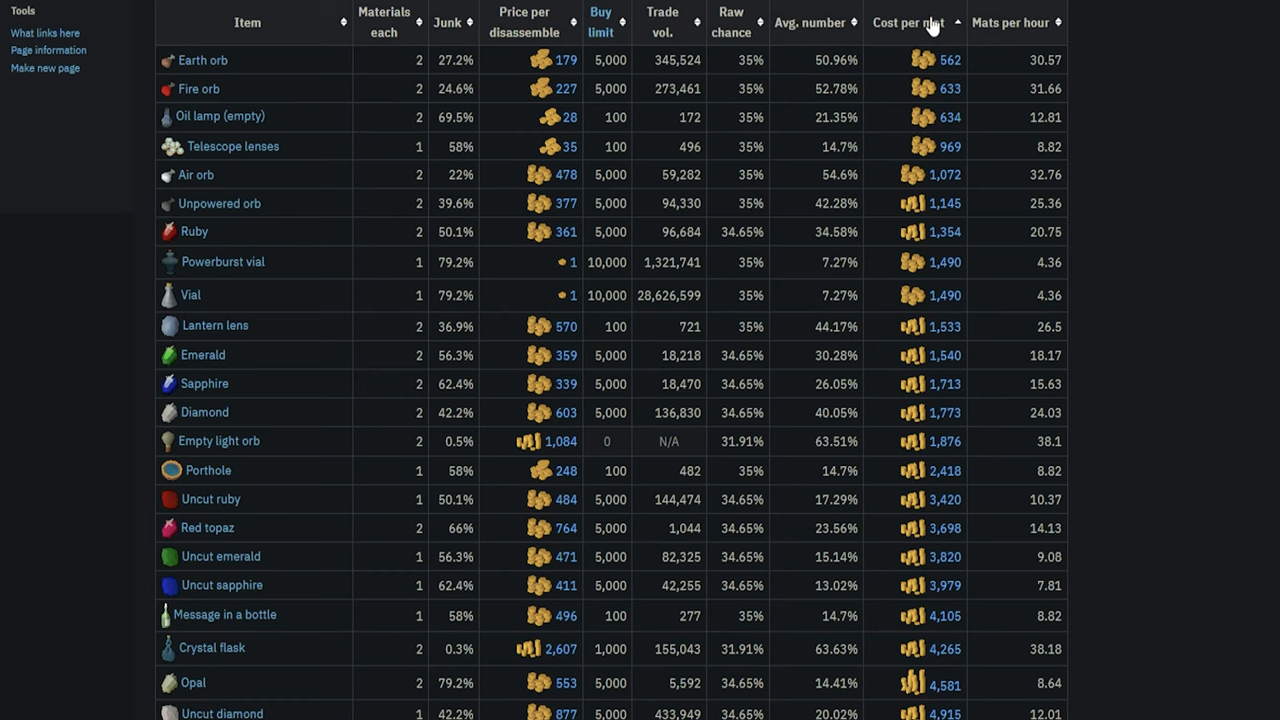 Tools
What links here
Page information
Make new page
Item Materials each Junk Price per disassemble Buy limit Trade vol. Raw chance Avg. number Cost per mat Mats per hour
Earth orb 2 27.2% 179 5,000 345,524 35% 50.96% 562 30.57
Fire orb 2 24.6% 227 5,000 273,461 35% 52.78% 633 31.66
Oil lamp (empty) 2 69.5% 28 100 172 35% 21.35% 634 12.81
Telescope lenses 1 58% 35 100 496 35% 14.7% 969 8.82
Air orb 2 22% 478 5,000 59,282 35% 54.6% 1,072 32.76
Unpowered orb 2 39.6% 377 5,000 94,330 35% 42.28% 1,145 25.36
Ruby 2 50.1% 361 5,000 96,684 34.65% 34.58% 1,354 20.75
Powerburst vial 1 79.2% 1 10,000 1,321,741 35% 7.27% 1,490 4.36
Vial 1 79.2% 1 10,000 28,626,599 35% 7.27% 1,490 4.36
Lantern lens 2 36.9% 570 100 721 35% 44.17% 1,533 26.5
Emerald 2 56.3% 359 5,000 18,218 34.65% 30.28% 1,540 18.17
Sapphire 2 62.4% 339 5,000 18,470 34.65% 26.05% 1,713 15.63
Diamond 2 42.2% 603 5,000 136,830 34.65% 40.05% 1,773 24.03
Empty light orb 2 0.5% 1,084 0 N/A 31.91% 63.51% 1,876 38.1
Porthole 1 58% 248 100 482 35% 14.7% 2,418 8.82
Uncut ruby 1 50.1% 484 5,000 144,474 34.65% 17.29% 3,420 10.37
Red topaz 2 66% 764 5,000 1,044 34.65% 23.56% 3,698 14.13
Uncut emerald 1 56.3% 471 5,000 82,325 34.65% 15.14% 3,820 9.08
Uncut sapphire 1 62.4% 411 5,000 42,255 34.65% 13.02% 3,979 7.81
Message in a bottle 1 58% 496 100 277 35% 14.7% 4,105 8.82
Crystal flask 2 0.3% 2,607 1,000 155,043 31.91% 63.63% 4,265 38.18
Opal 2 79.2% 553 5,000 5,592 34.65% 14.41% 4,581 8.64
Uncut diamond 1 42.2% 877 5,000 433,949 34.65% 20.02% 4,915 12.01